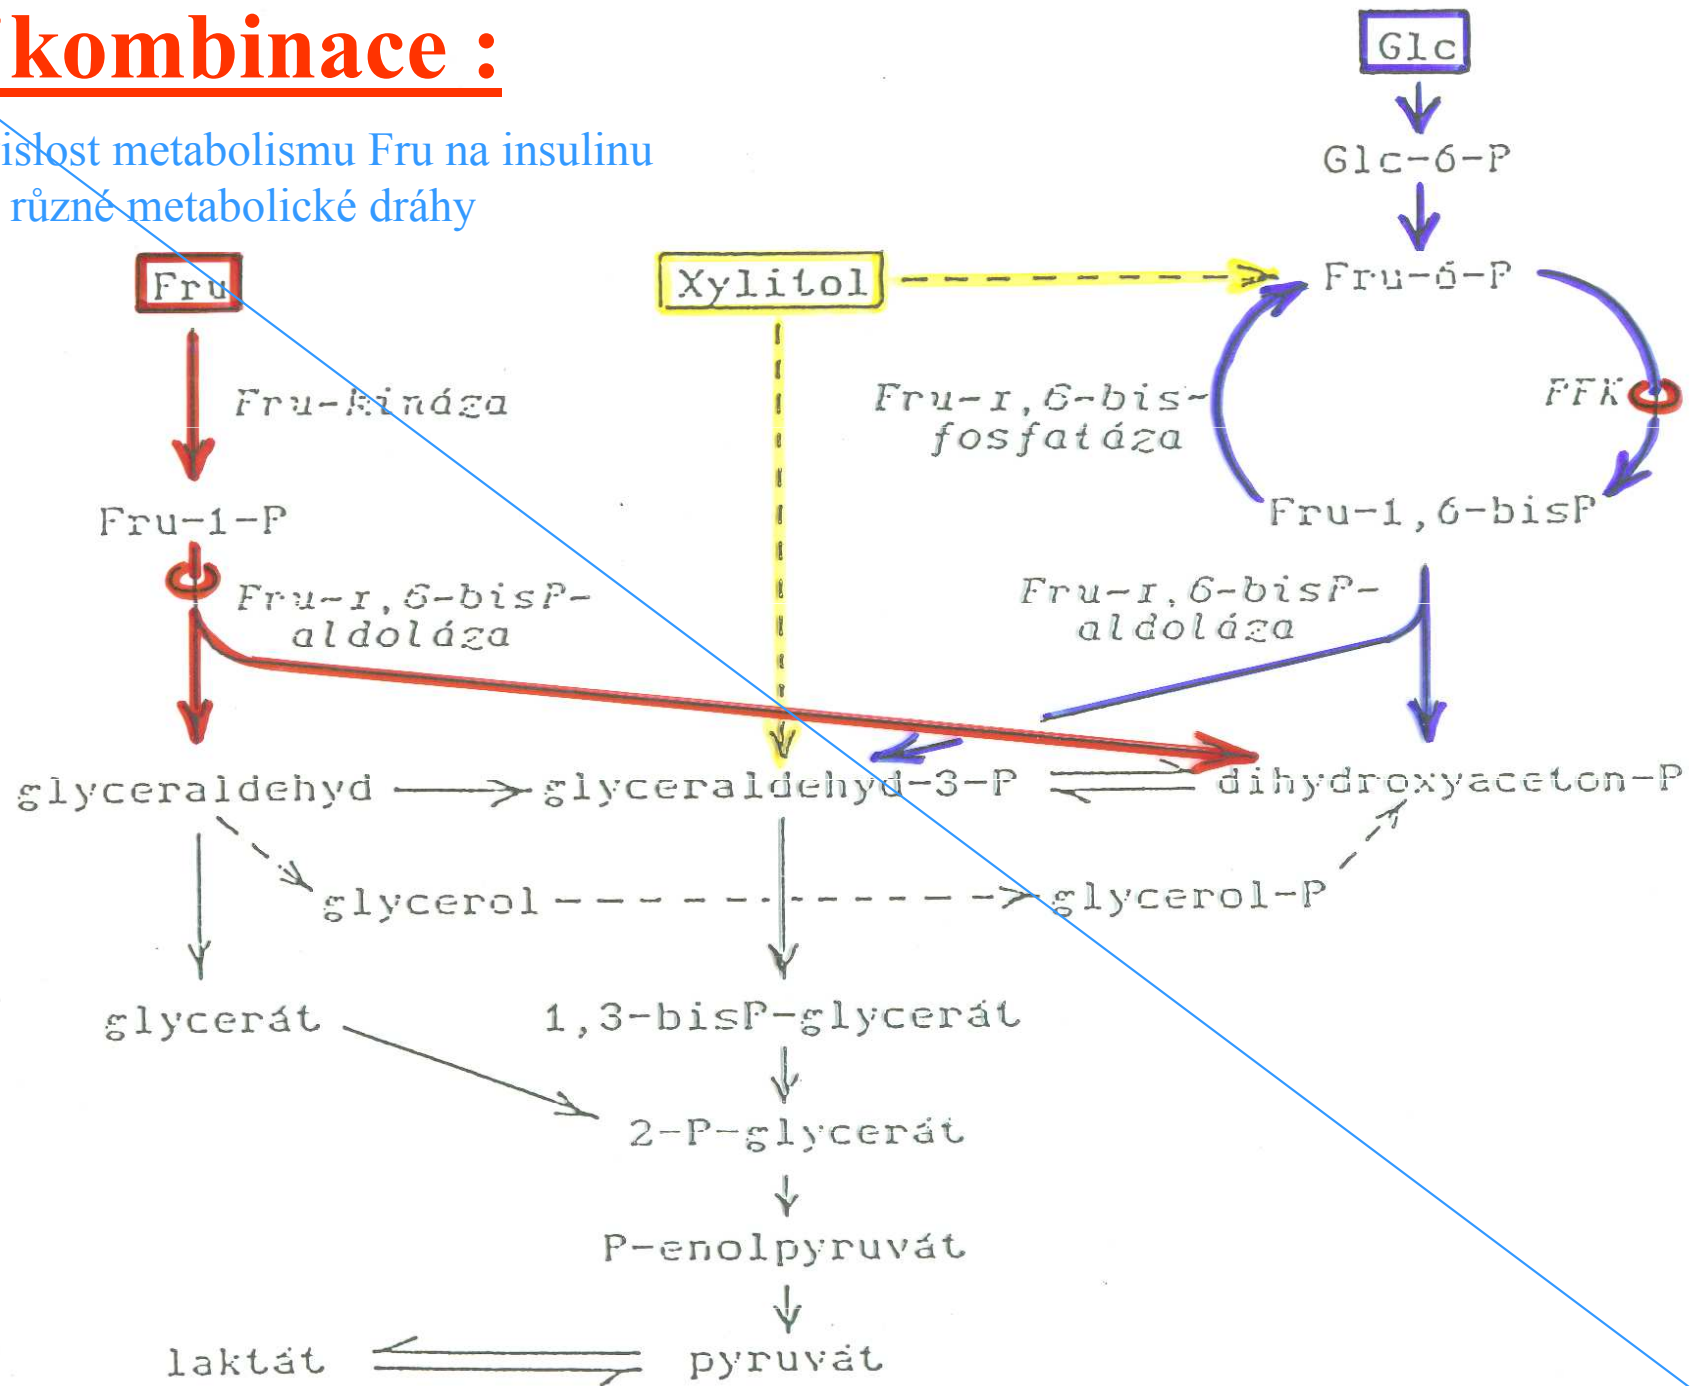 kombinace :
islost metabolismu Fru na insulinu
různé metabolické dráhy
Glc
Glc-6-P
Fru
Xylitol
Fru-6-P
Fru-kináza
Fru-1,6-bis-
fosfatáza
PFK
Fru-1-P
Fru-1,6-bisP
Fru-1,6-bisP-
aldoláza
Fru-1,6-bisP-
aldoláza
glyceraldehyd
glyceraldehyd-3-P
dihydroxyaceton-P
glycerol
glycerol-P
glycerát
1,3-bisP-glycerát
2-P-glycerát
P-enolpyruvát
laktát
pyruvát